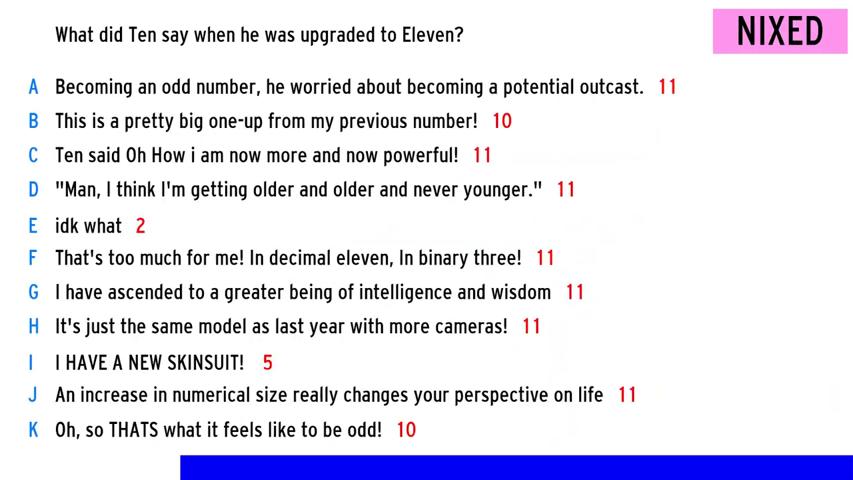 What did Ten say when he was upgraded to Eleven?
NIXED
A Becoming an odd number, he worried about becoming a potential outcast. 11
B This is a pretty big one-up from my previous number! 10
C Ten said Oh How i am now more and now powerful! 11
D "Man, I think I'm getting older and older and never younger." 11
E idk what 2
F That's too much for me! In decimal eleven, In binary three! 11
G I have ascended to a greater being of intelligence and wisdom 11
H It's just the same model as last year with more cameras! 11
I I HAVE A NEW SKINSUIT! 5
J An increase in numerical size really changes your perspective on life 11
K Oh, so THATS what it feels like to be odd! 10